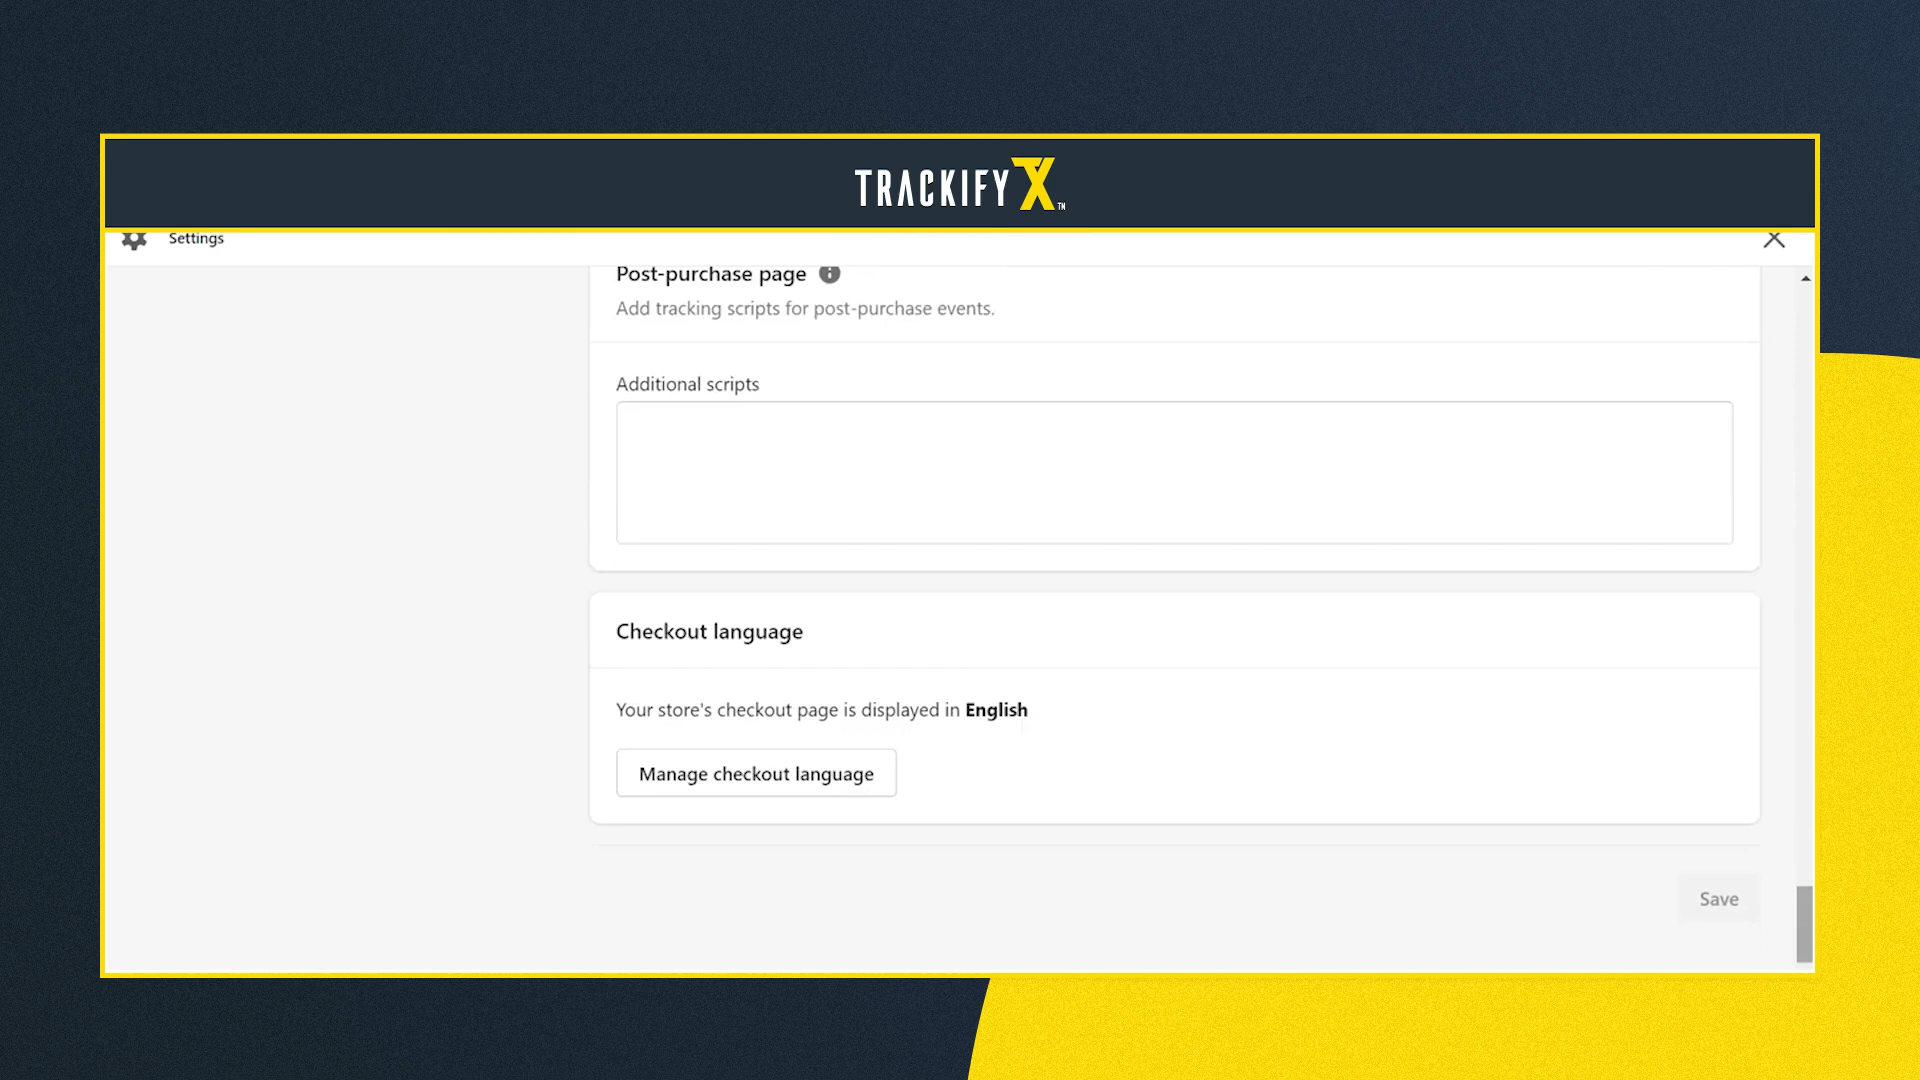 TRACKIFY X TM
Settings
Post-purchase page
Add tracking scripts for post-purchase events.
Additional scripts
Checkout language
Your store's checkout page is displayed in English
Manage checkout language
Save